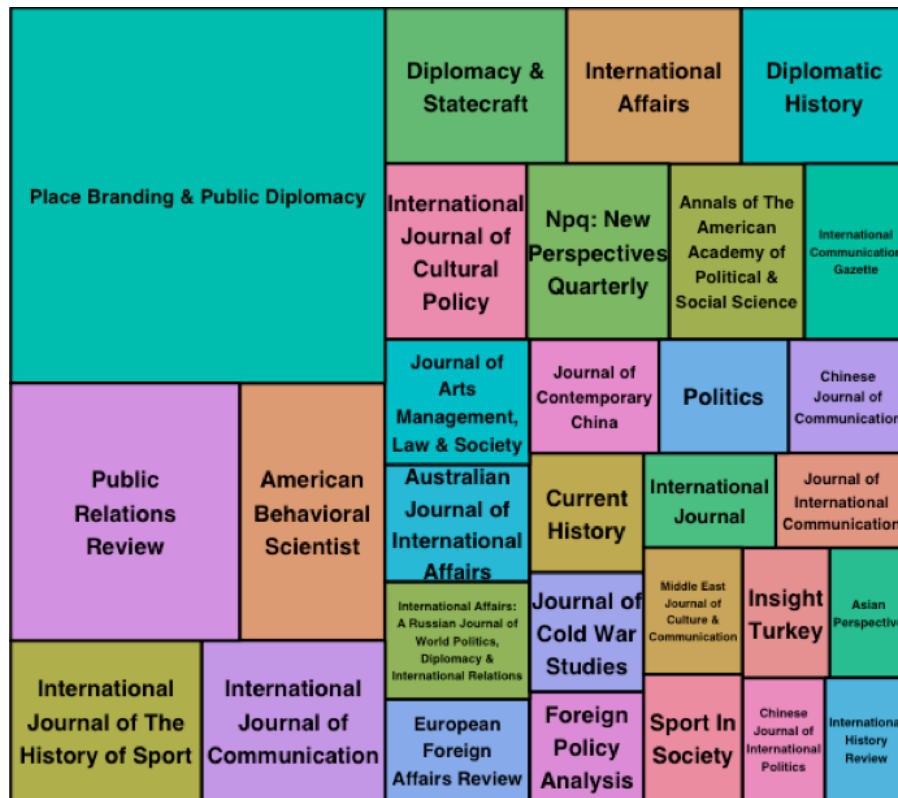 Place Branding & Public Diplomacy
Public
Relations
Review
American
Behavioral
Scientist
International
Journal of The
History of Sport
International
Journal of
Communication
Diplomacy &
Statecraft
International
Affairs
Diplomatic
History
International
Journal of
Cultural
Policy
Npq: New
Perspectives
Quarterly
Annals of The
American
Academy of
Political &
Social Science
International
Communication
Gazette
Journal of
Arts
Management,
Law & Society
Journal of
Contemporary
China
Politics
Chinese
Journal of
Communication
Australian
Journal of
International
Affairs
Current
History
International
Journal
Journal of
International
Communication
International Affairs:
A Russian Journal of
World Politics,
Diplomacy &
International Relations
Journal of
Cold War
Studies
Middle East
Journal of
Culture &
Communication
Insight
Turkey
Asian
Perspective
European
Foreign
Affairs Review
Foreign
Policy
Analysis
Sport In
Society
Chinese
Journal of
International
Politics
International
History
Review